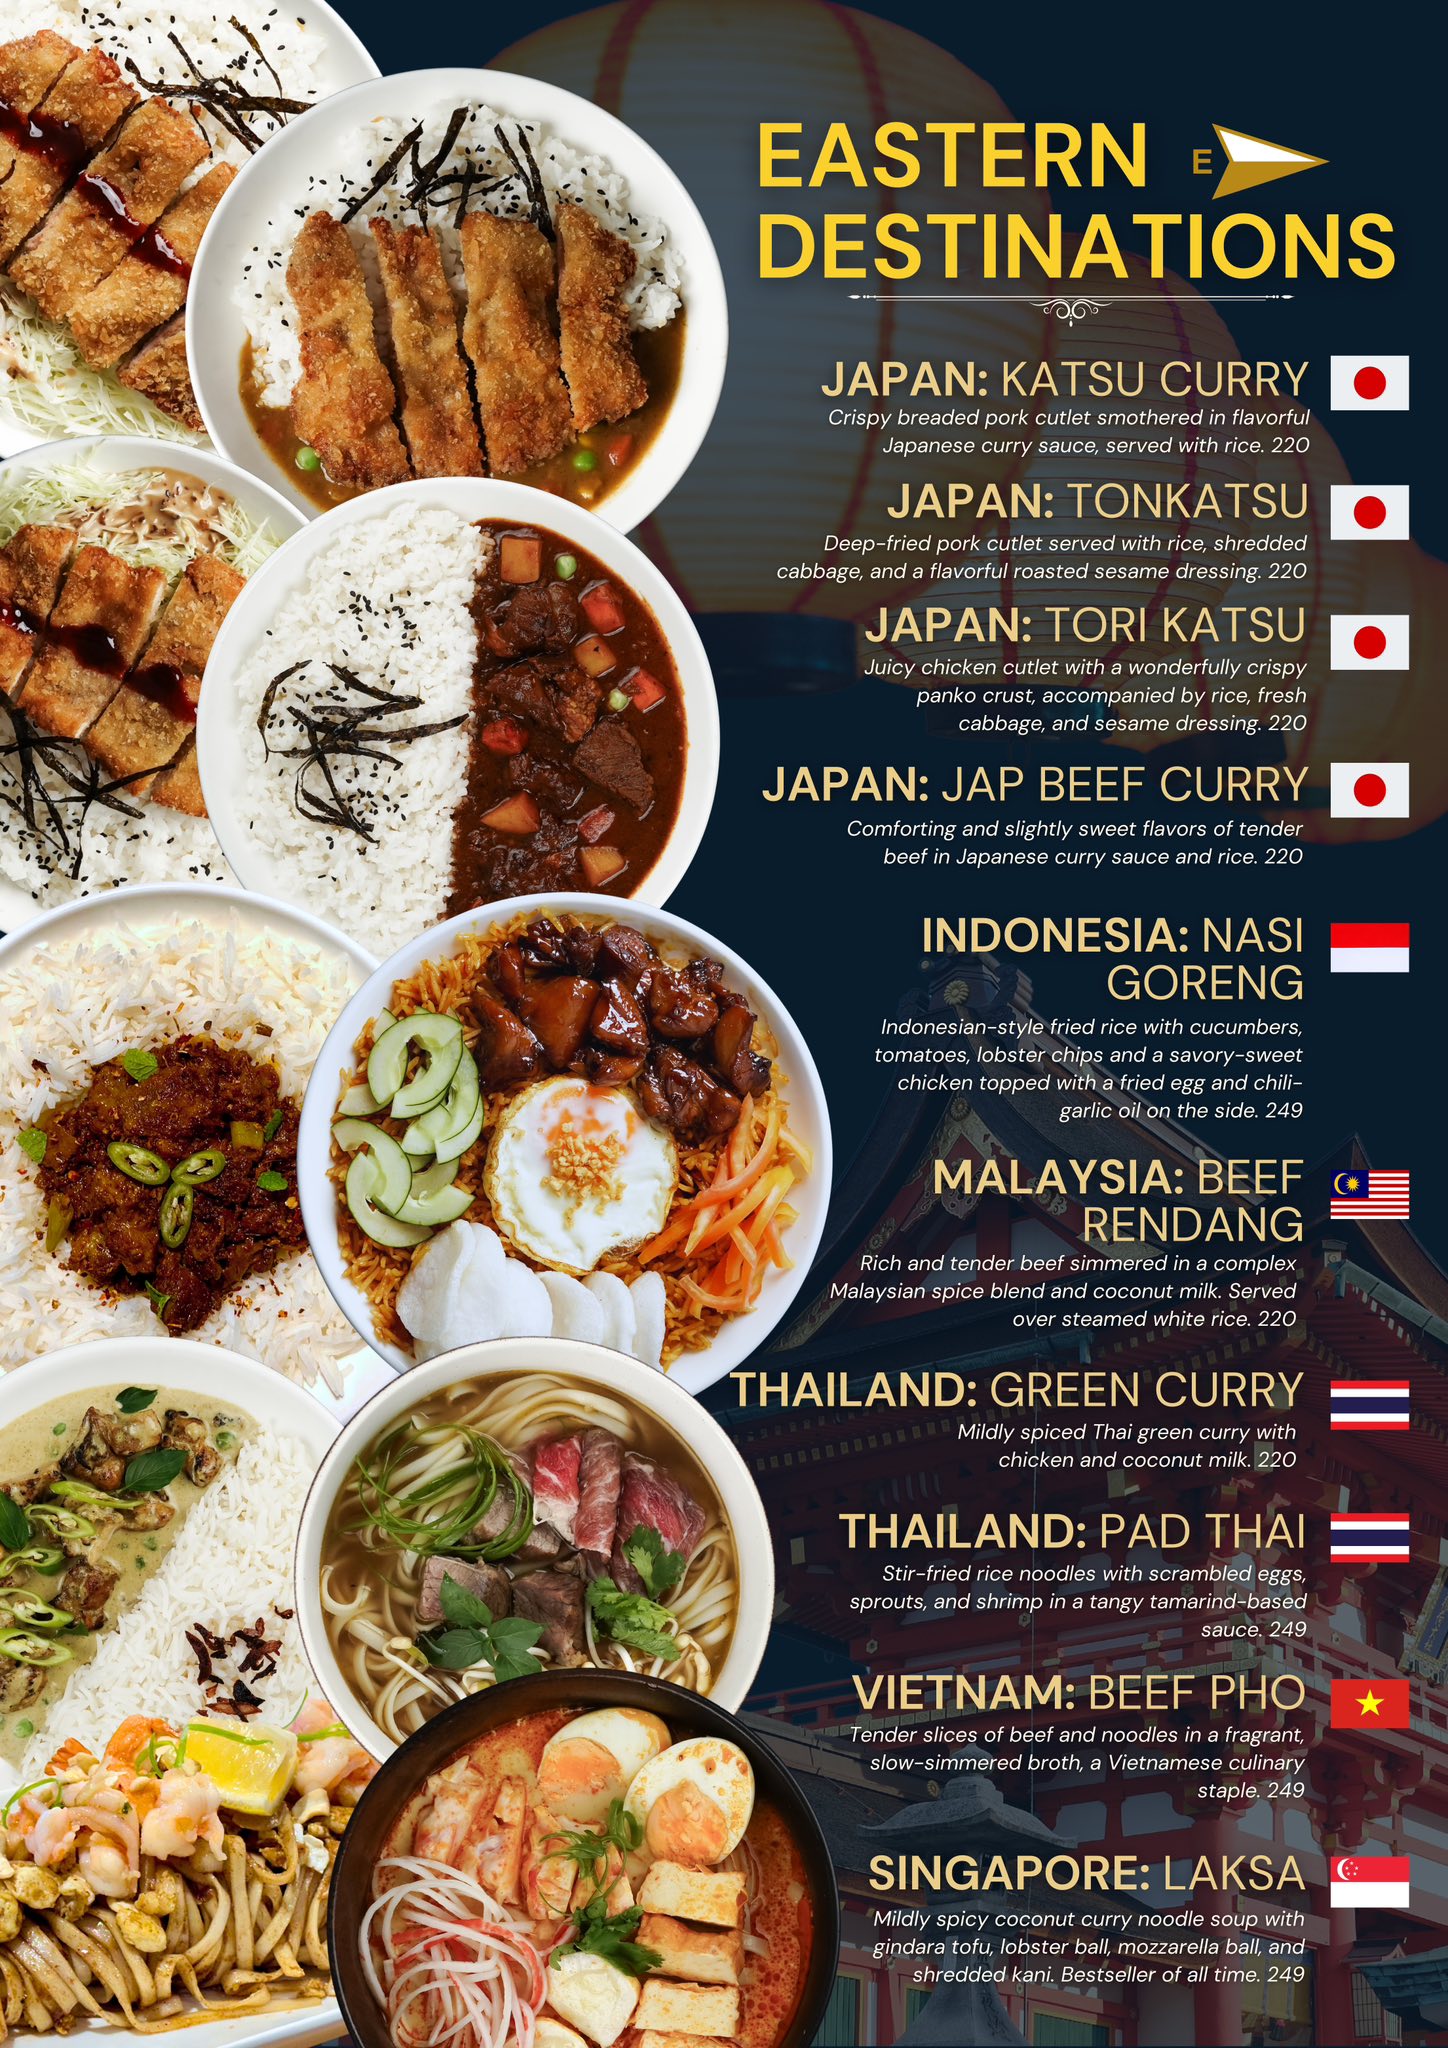 EASTERN
E
DESTINATIONS
JAPAN: KATSU CURRY
Crispy breaded pork cutlet smothered in flavorful
Japanese curry sauce, served with rice. 220
JAPAN: TONKATSU
Deep-fried pork cutlet served with rice, shredded
cabbage, and a flavorful roasted sesame dressing. 220
JAPAN: TORI KATSU
Juicy chicken cutlet with a wonderfully crispy
panko crust, accompanied by rice, fresh
cabbage, and sesame dressing. 220
JAPAN: JAP BEEF CURRY
Comforting and slightly sweet flavors of tender
beef in Japanese curry sauce and rice. 220
INDONESIA: NASI
GORENG
Indonesian-style fried rice with cucumbers,
tomatoes, lobster chips and a savory-sweet
chicken topped with a fried egg and chili-
garlic oil on the side. 249
MALAYSIA: BEEF
RENDANG
Rich and tender beef simmered in a complex
Malaysian spice blend and coconut milk. Served
over steamed white rice. 220
THAILAND: GREEN CURRY
Mildly spiced Thai green curry with
chicken and coconut milk. 220
THAILAND: PAD THAI
Stir-fried rice noodles with scrambled eggs,
sprouts, and shrimp in a tangy tamarind-based
sauce. 249
VIETNAM: BEEF PHO
Tender slices of beef and noodles in a fragrant,
slow-simmered broth, a Vietnamese culinary
staple. 249
SINGAPORE: LAKSA
Mildly spicy coconut curry noodle soup with
gindara tofu, lobster ball, mozzarella ball, and
shredded kani. Bestseller of all time. 249